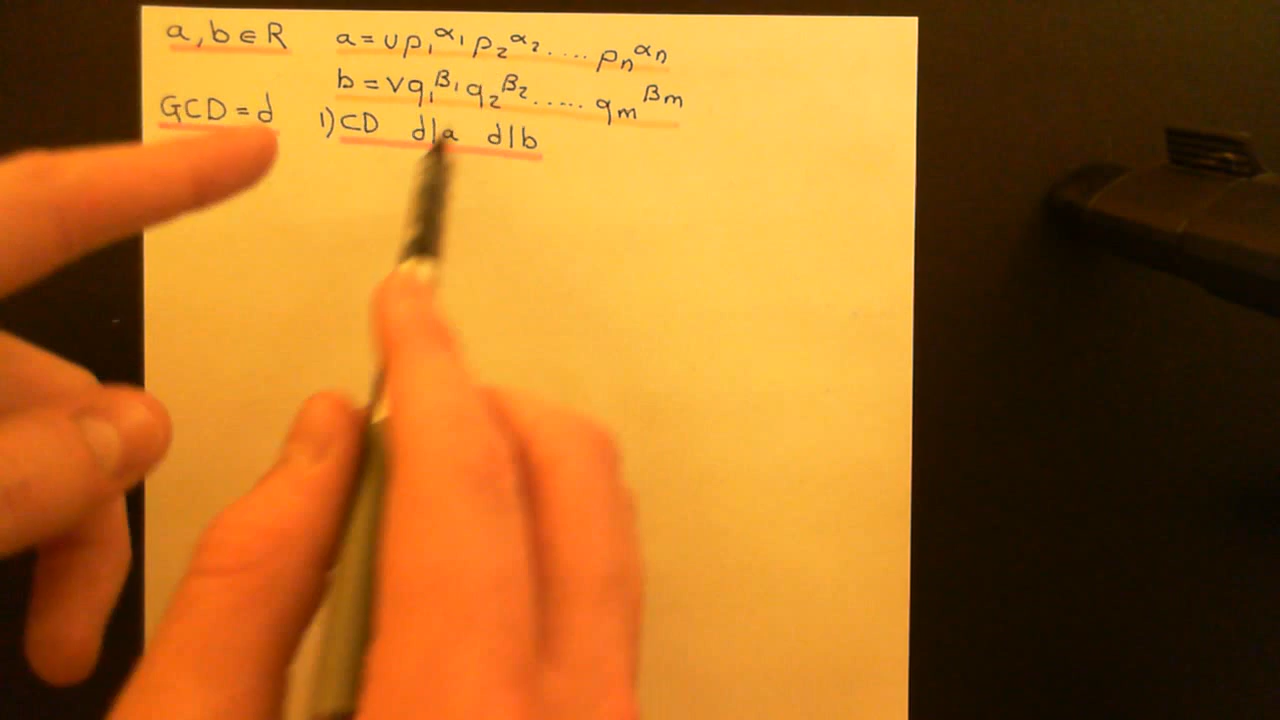 a, b ∈ R a = up₁^α₁ p₂^α₂ ..... pₙ^αₙ
b = vq₁^β₁ q₂^β₂ ...... qₘ^βₘ
GCD = d 1) CD d|a d|b